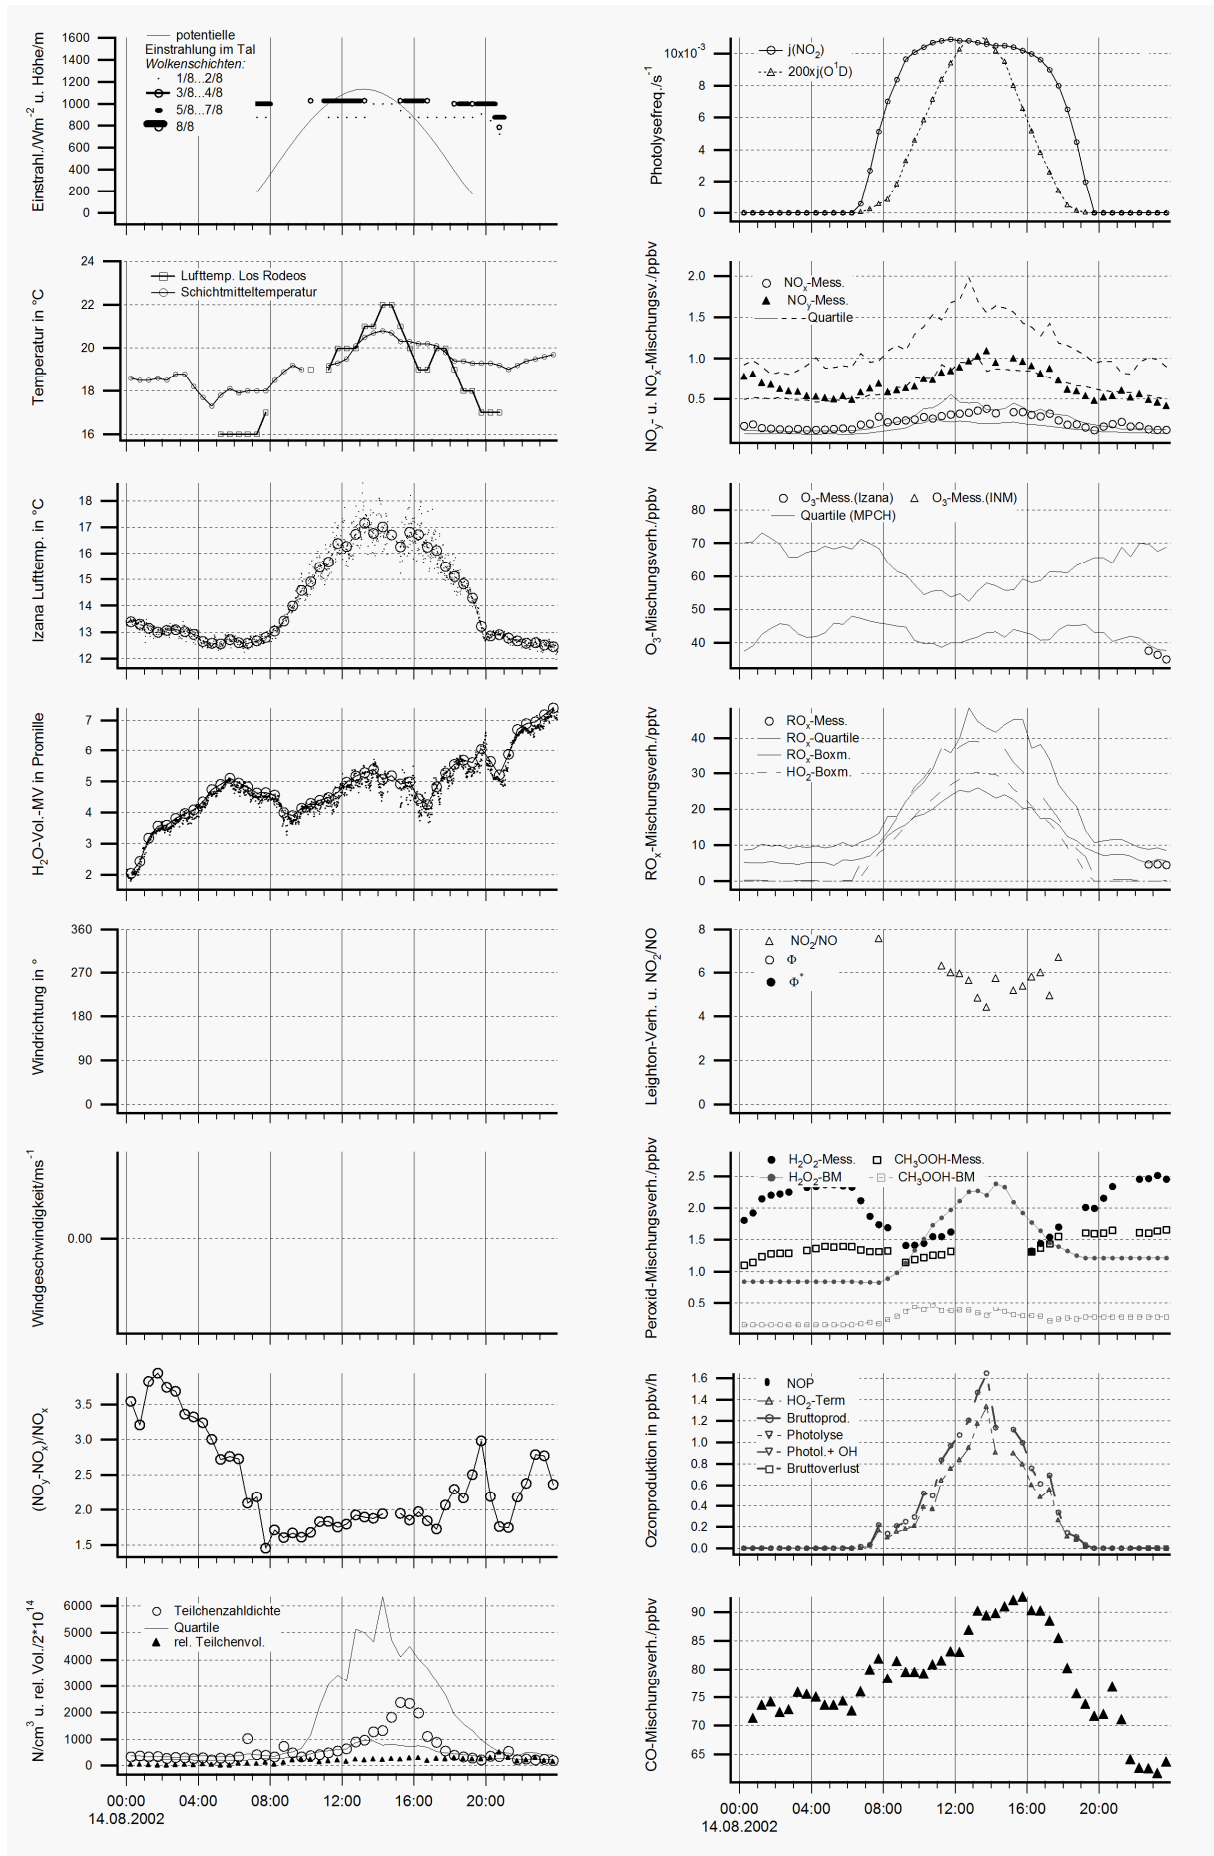 Einstrahl./Wm⁻² u. Höhe/m
1600
1400
1200
1000
800
600
400
200
0
potentielle
Einstrahlung im Tal
Wolkenschichten:
1/8...2/8
3/8...4/8
5/8...7/8
8/8
Photolysefreq./s⁻¹
10x10⁻³
8
6
4
2
0
j(NO₂)
200xj(O¹D)
Temperatur in °C
24
22
20
18
16
Lufttemp. Los Rodeos
Schichtmitteltemperatur
NOy- u. NOx-Mischungsv./ppbv
2.0
1.5
1.0
0.5
NOx-Mess.
NOy-Mess.
Quartile
Izana Lufttemp. in °C
18
17
16
15
14
13
12
O₃-Mischungsverh./ppbv
80
70
60
50
40
O₃-Mess.(Izana)
O₃-Mess.(INM)
Quartile (MPCH)
H₂O-Vol.-MV in Promille
7
6
5
4
3
2
ROx-Mischungsverh./pptv
40
30
20
10
0
ROx-Mess.
ROx-Quartile
ROx-Boxm.
HO₂-Boxm.
Windrichtung in °
360
270
180
90
0
Leighton-Verh. u. NO₂/NO
8
6
4
2
0
NO₂/NO
Φ
Φ*
Windgeschwindigkeit/ms⁻¹
0.00
Peroxid-Mischungsverh./ppbv
2.5
2.0
1.5
1.0
0.5
H₂O₂-Mess.
CH₃OOH-Mess.
H₂O₂-BM
CH₃OOH-BM
(NOy-NOx)/NOx
3.5
3.0
2.5
2.0
1.5
Ozonproduktion in ppbv/h
1.6
1.4
1.2
1.0
0.8
0.6
0.4
0.2
0.0
NOP
HO₂-Term
Bruttoprod.
Photolyse
Photol.+ OH
Bruttoverlust
N/cm³ u. rel. Vol./2*10¹⁴
6000
5000
4000
3000
2000
1000
0
Teilchenzahldichte
Quartile
rel. Teilchenvol.
00:00 04:00 08:00 12:00 16:00 20:00
14.08.2002
CO-Mischungsverh./ppbv
90
85
80
75
70
65
00:00 04:00 08:00 12:00 16:00 20:00
14.08.2002